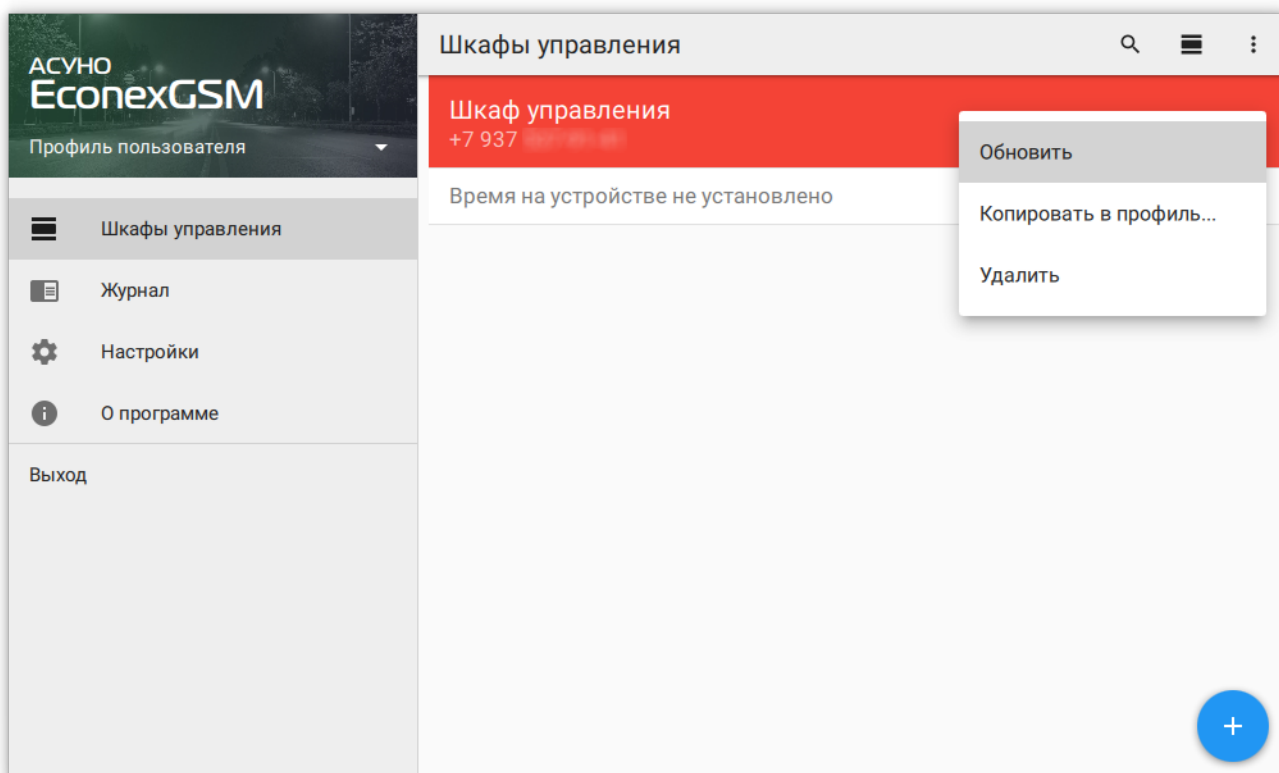 АСУНО
EconexGSM
Профиль пользователя
Шкафы управления
Журнал
Настройки
О программе
Выход
Шкафы управления
Шкаф управления
+7 937
Время на устройстве не установлено
Обновить
Копировать в профиль...
Удалить